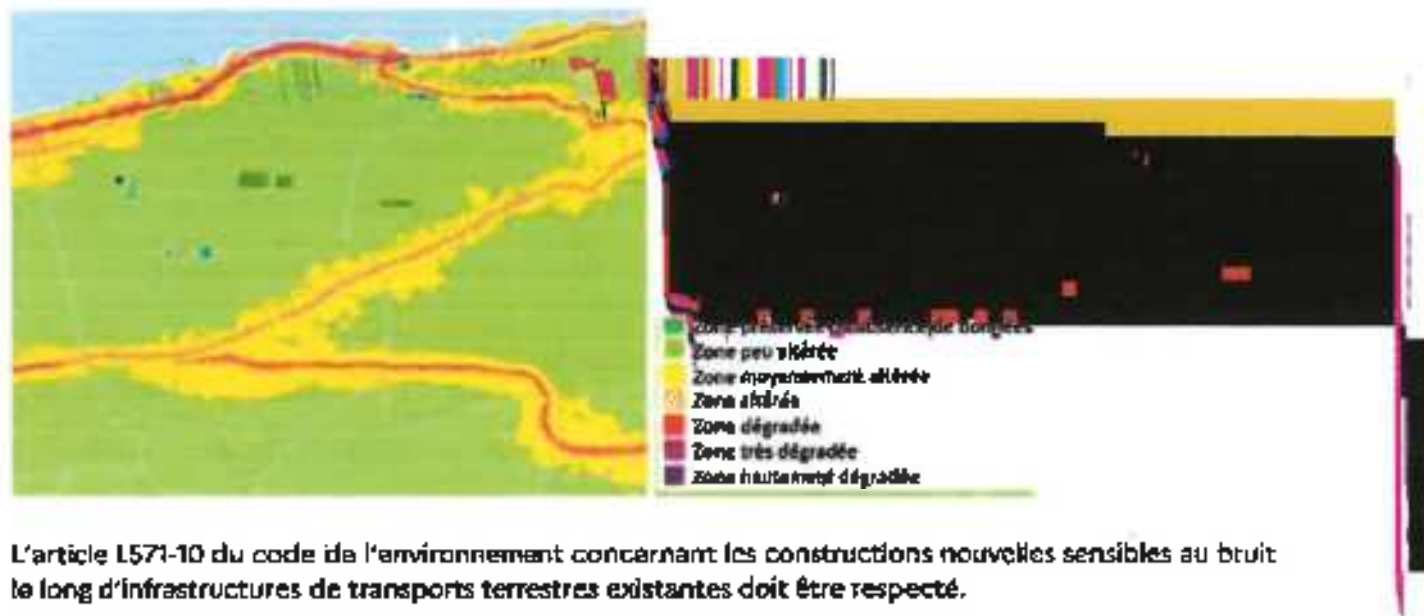 Zone préservée
Zone peu altérée
Zone moyennement altérée
Zone altérée
Zone dégradée
Zone très dégradée
Zone hautement dégradée
L'article L571-10 du code de l'environnement concernant les constructions nouvelles sensibles au bruit
le long d'infrastructures de transports terrestres existantes doit être respecté.